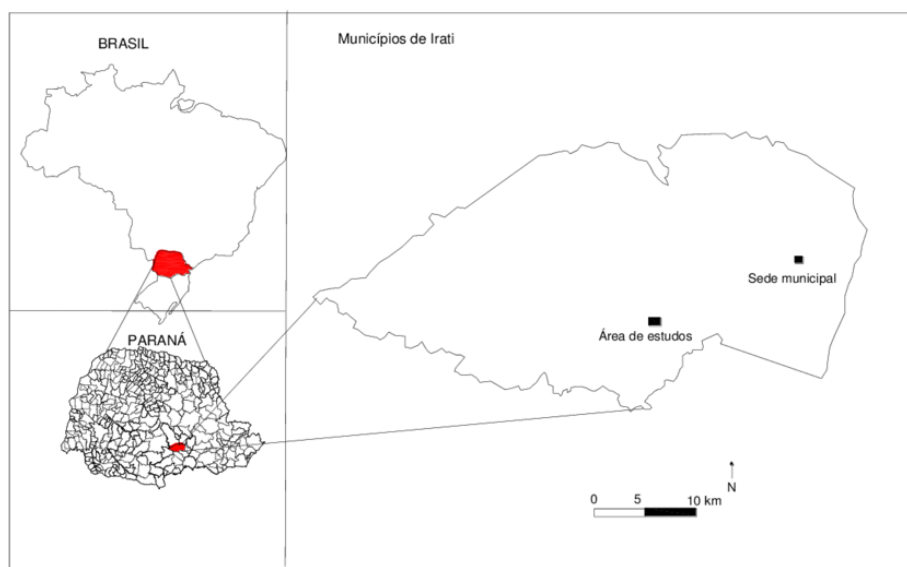 BRASIL
Municípios de Irati
Sede municipal
Área de estudos
PARANÁ
N
0 5 10 km